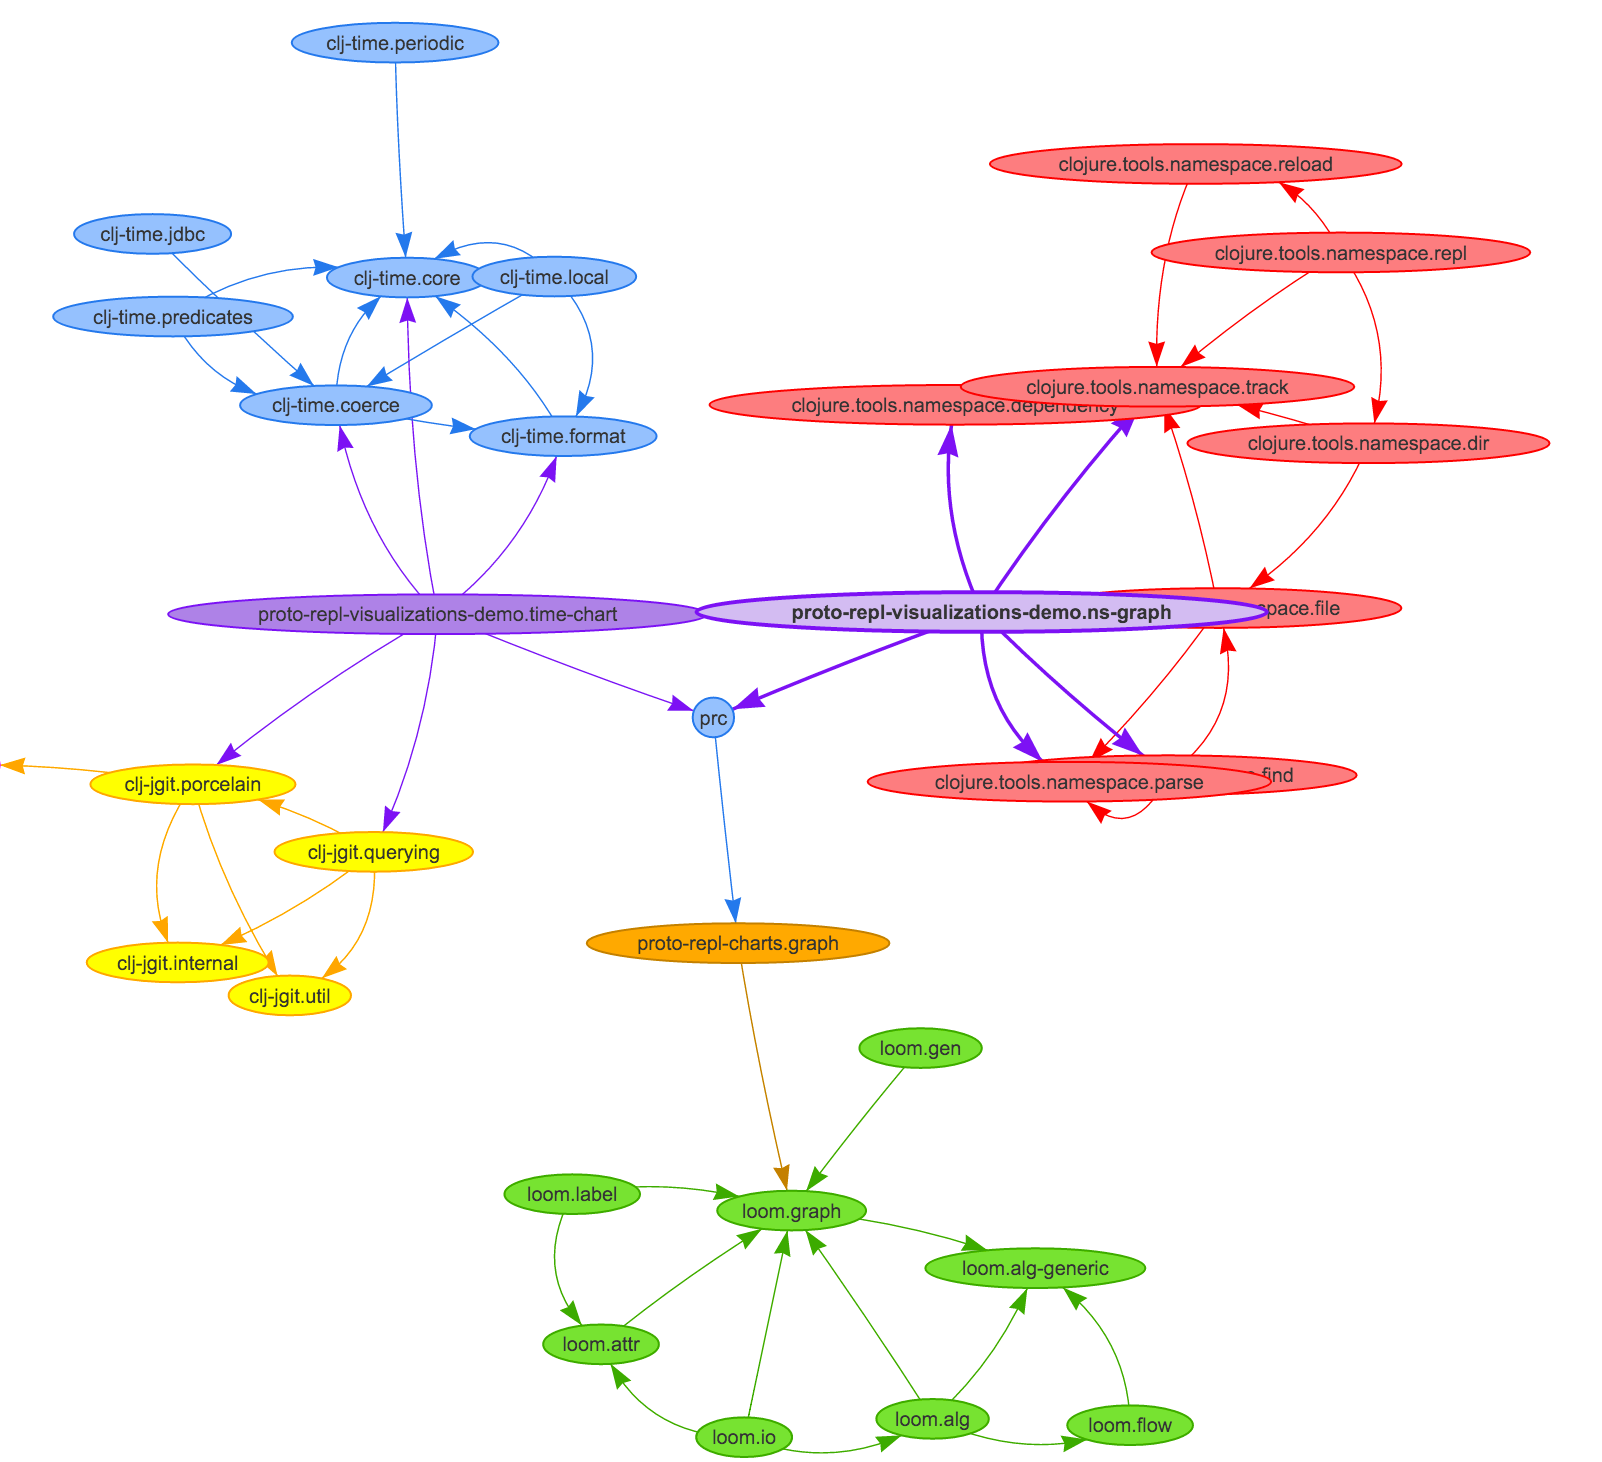 clj-time.periodic
clojure.tools.namespace.reload
clj-time.jdbc
clojure.tools.namespace.repl
clj-time.core
clj-time.local
clj-time.predicates
clojure.tools.namespace.track
clojure.tools.namespace.dependency
clj-time.coerce
clj-time.format
clojure.tools.namespace.dir
proto-repl-visualizations-demo.time-chart
proto-repl-visualizations-demo.ns-graph
space.file
prc
clj-jgit.porcelain
clojure.tools.namespace.parse
find
clj-jgit.querying
proto-repl-charts.graph
clj-jgit.internal
clj-jgit.util
loom.gen
loom.label
loom.graph
loom.alg-generic
loom.attr
loom.alg
loom.flow
loom.io